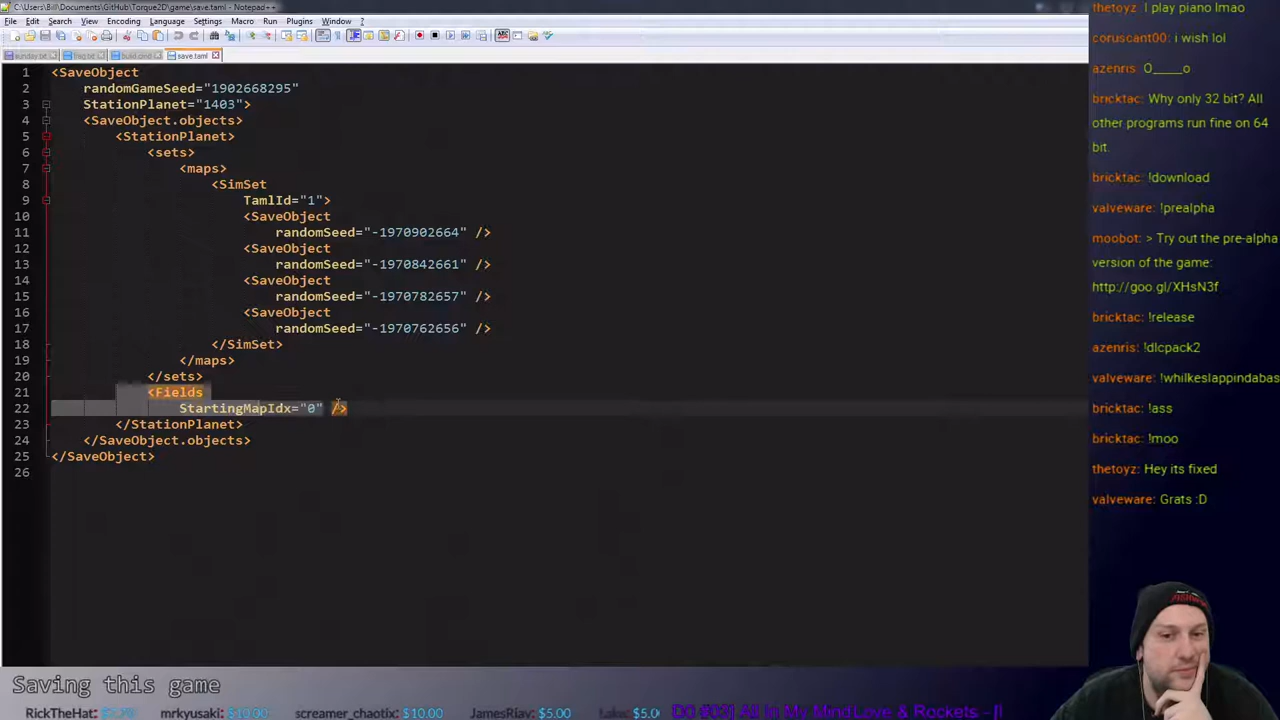 C:\Users\Bill\Documents\GitHub\Torque2D\game\save.taml - Notepad++
File Edit Search View Encoding Language Settings Macro Run Plugins Window ?
build.cmd save.taml
1 <SaveObject
2 randomGameSeed="1902668295"
3 StationPlanet="1403">
4 <SaveObject.objects>
5 <StationPlanet>
6 <sets>
7 <maps>
8 <SimSet
9 TamlId="1">
10 <SaveObject
11 randomSeed="-1970902664" />
12 <SaveObject
13 randomSeed="-1970842661" />
14 <SaveObject
15 randomSeed="-1970782657" />
16 <SaveObject
17 randomSeed="-1970762656" />
18 </SimSet>
19 </maps>
20 </sets>
21 <Fields
22 StartingMapIdx="0" />
23 </StationPlanet>
24 </SaveObject.objects>
25 </SaveObject>
26
thetoyz: I play piano lmao
coruscant00: i wish lol
azenris: O_____o
bricktac: Why only 32 bit? All
other programs run fine on 64
bit.
bricktac: !download
valveware: !prealpha
moobot: > Try out the pre-alpha
version of the game:
http://goo.gl/XHsN3f
bricktac: !release
azenris: !dlcpack2
valveware: !whilkeslappindabas
bricktac: !ass
bricktac: !moo
thetoyz: Hey its fixed
valveware: Grats :D
Saving this game
RickTheHat: mrkyusaki: $10.00 screamer_chaotix: $10.00 JamesRiav: $5.00 $5.00